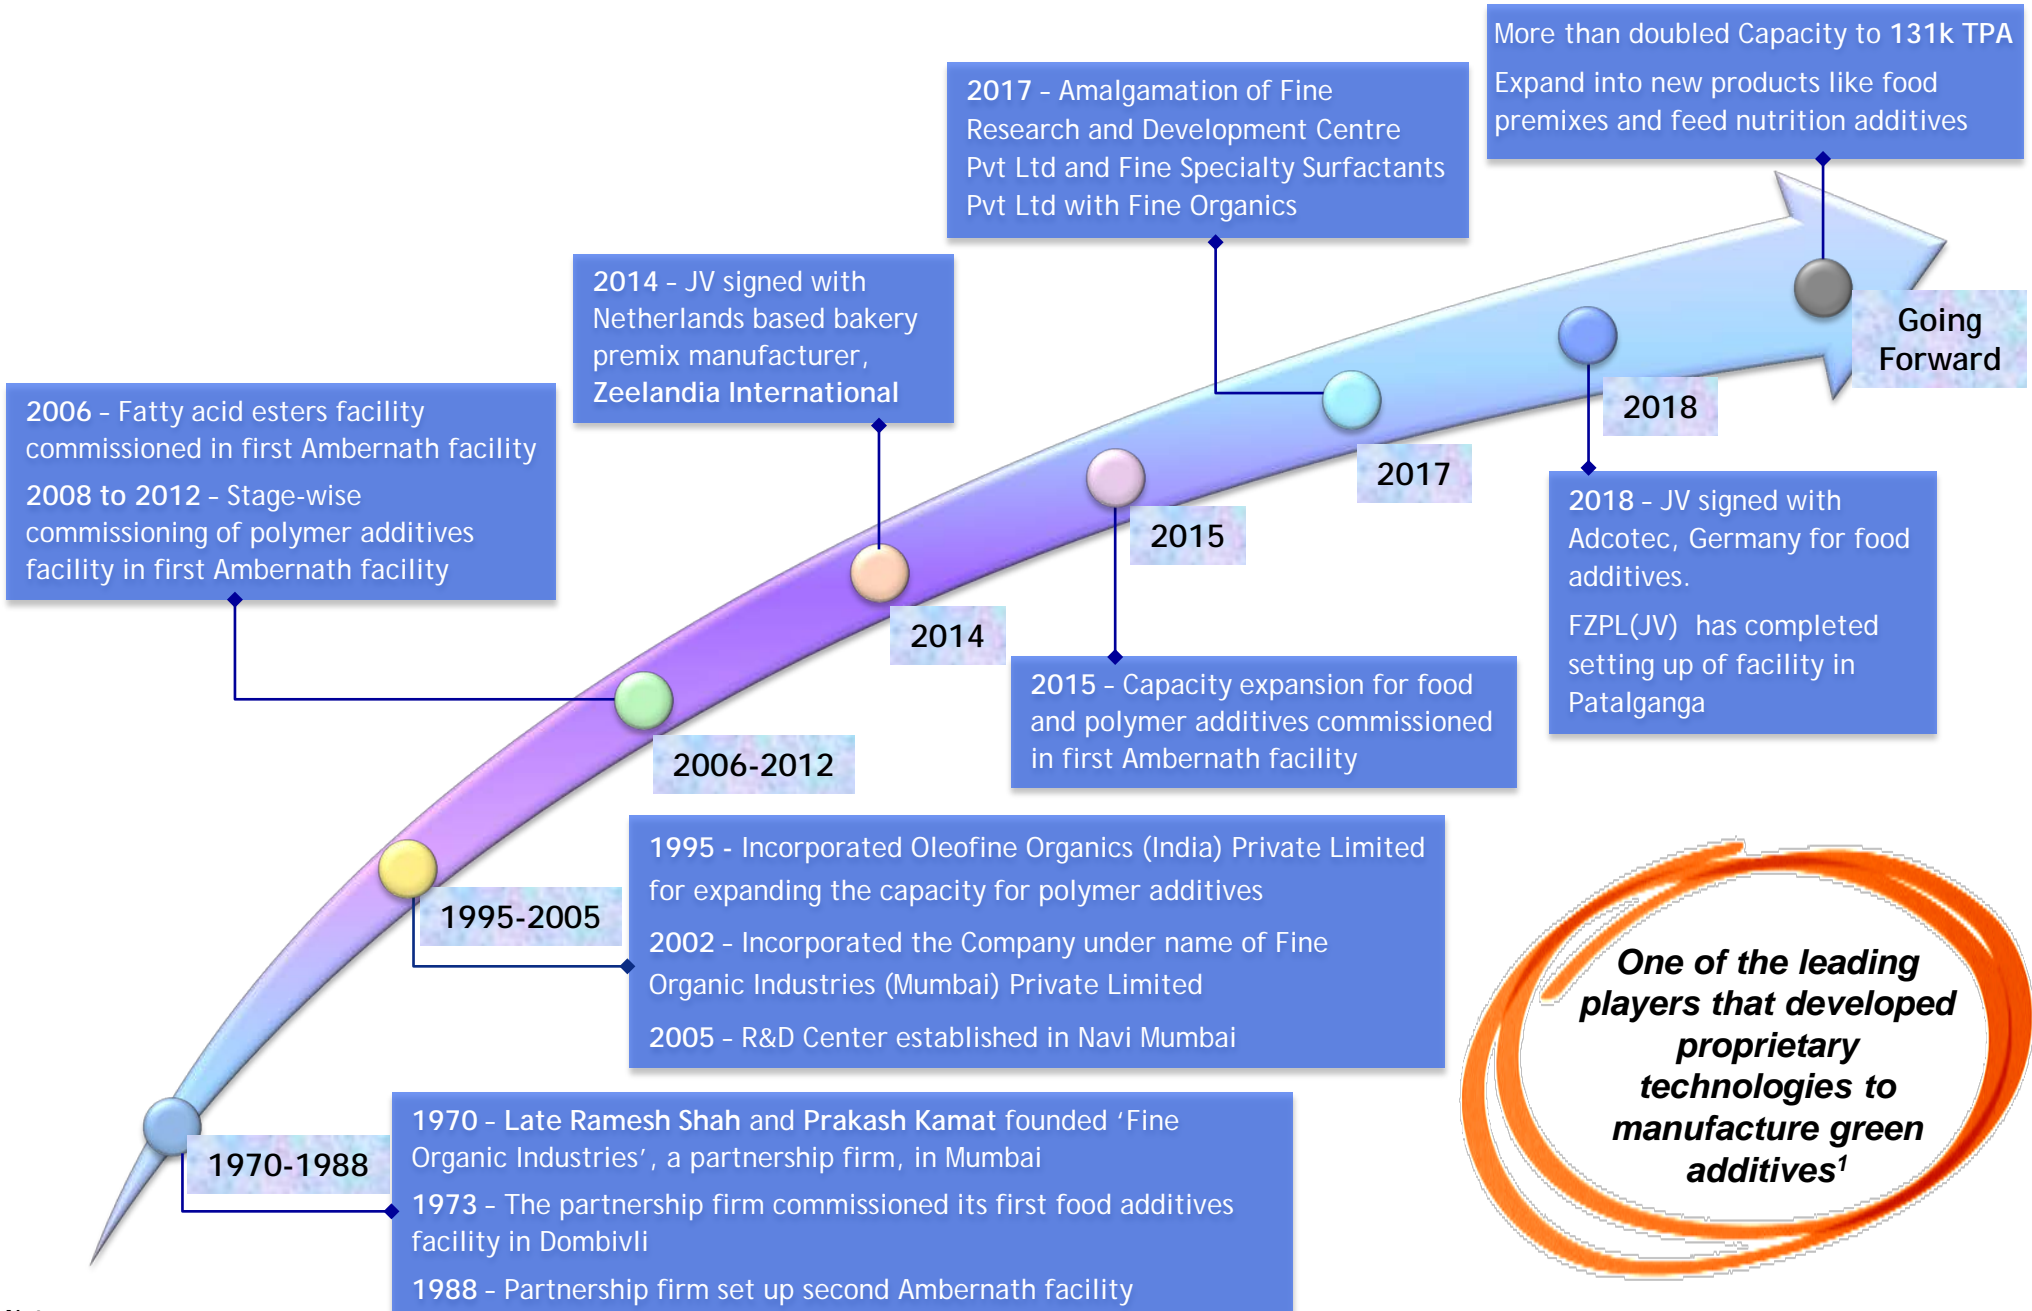 More than doubled Capacity to 131k TPA
Expand into new products like food
premixes and feed nutrition additives
2017 – Amalgamation of Fine
Research and Development Centre
Pvt Ltd and Fine Specialty Surfactants
Pvt Ltd with Fine Organics
2014 – JV signed with
Netherlands based bakery
premix manufacturer,
Zeelandia International
2006 – Fatty acid esters facility
commissioned in first Ambernath facility
2008 to 2012 – Stage-wise
commissioning of polymer additives
facility in first Ambernath facility
Going
Forward
2018
2017
2015
2014
2006-2012
1995-2005
1970-1988
2018 – JV signed with
Adcotec, Germany for food
additives.
FZPL(JV) has completed
setting up of facility in
Patalganga
2015 – Capacity expansion for food
and polymer additives commissioned
in first Ambernath facility
1995 - Incorporated Oleofine Organics (India) Private Limited
for expanding the capacity for polymer additives
2002 – Incorporated the Company under name of Fine
Organic Industries (Mumbai) Private Limited
2005 – R&D Center established in Navi Mumbai
1970 – Late Ramesh Shah and Prakash Kamat founded ‘Fine
Organic Industries’, a partnership firm, in Mumbai
1973 – The partnership firm commissioned its first food additives
facility in Dombivli
1988 – Partnership firm set up second Ambernath facility
One of the leading
players that developed
proprietary
technologies to
manufacture green
additives1